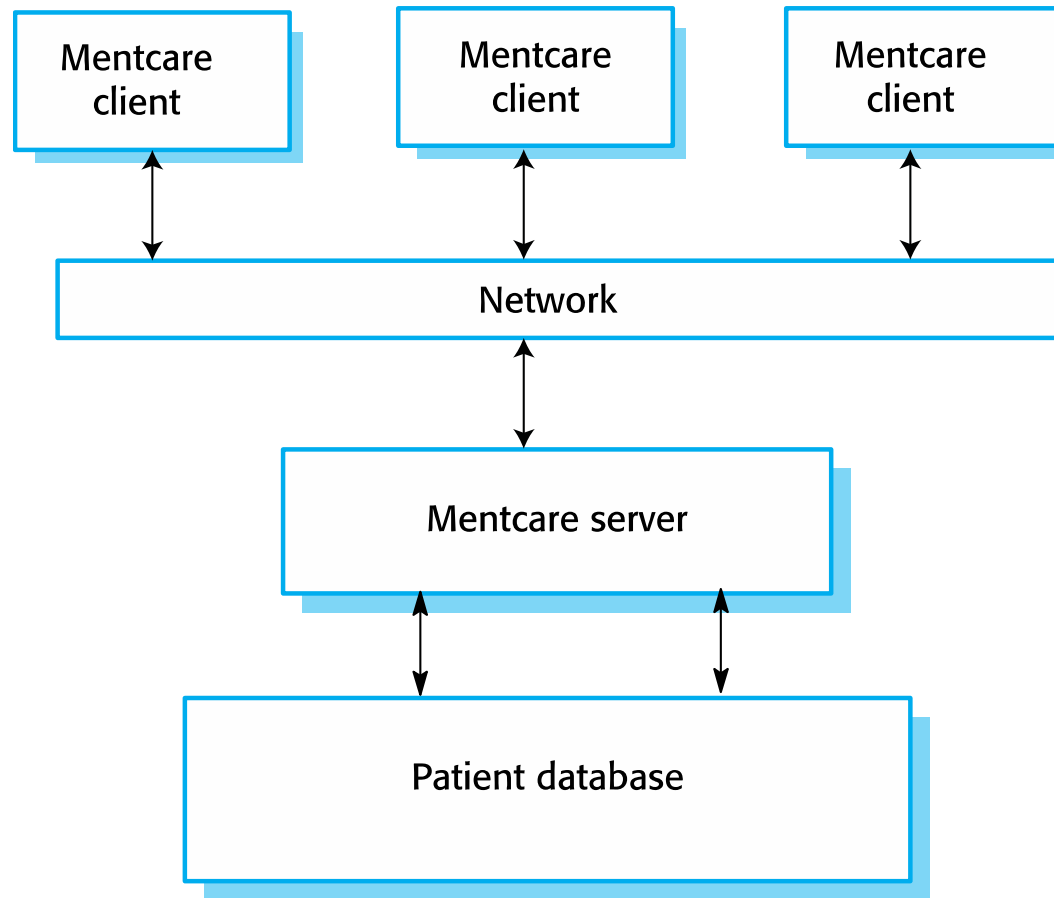 Mentcare
client
Mentcare
client
Mentcare
client
Network
Mentcare server
Patient database